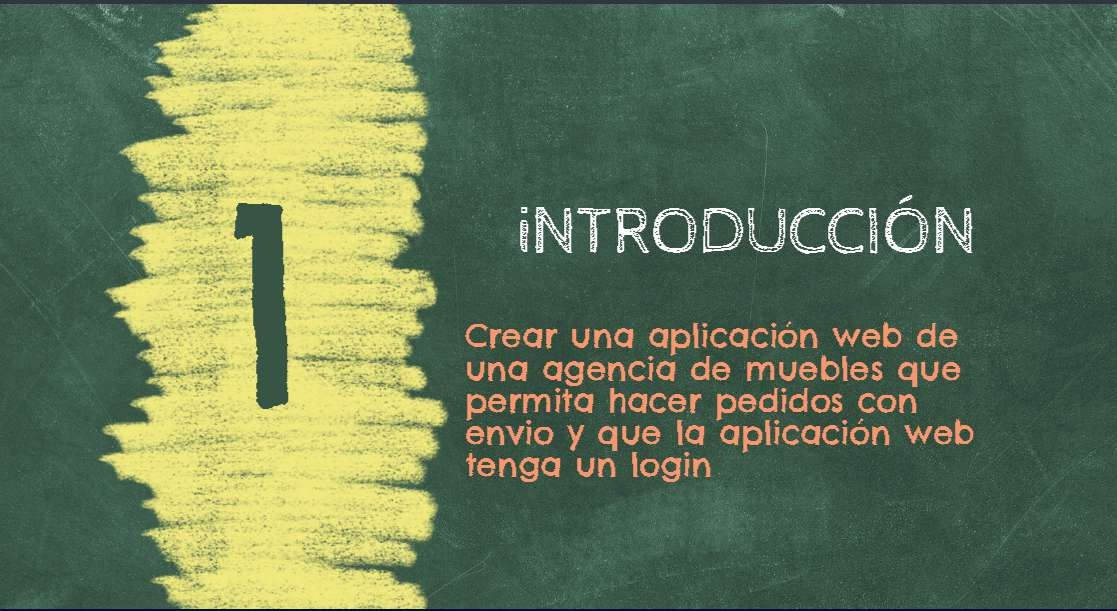 1
iNTRODUCCIÓN
Crear una aplicación web de
una agencia de muebles que
permita hacer pedidos con
envio y que la aplicación web
tenga un login